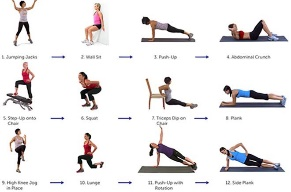 1. Jumping Jacks
2. Wall Sit
3. Push-Up
4. Abdominal Crunch
5. Step-Up onto
Chair
6. Squat
7. Triceps Dip on
Chair
8. Plank
9. High Knee Jog
in Place
10. Lunge
11. Push-Up with
Rotation
12. Side Plank